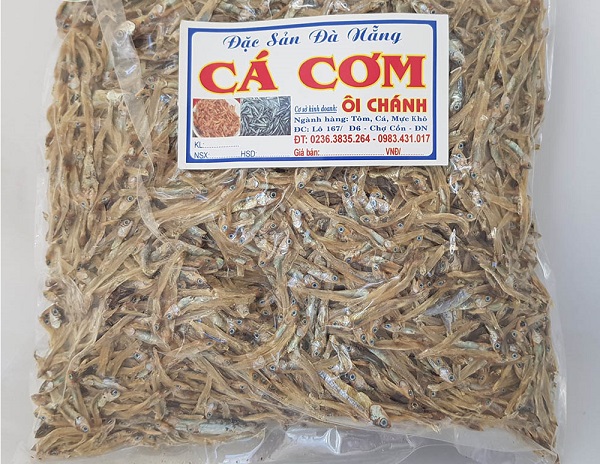 Đặc Sản Đà Nẵng
CÁ CƠM
Cơ sở kinh doanh: ÔI CHÁNH
Ngành hàng: Tôm, Cá, Mực Khô
ĐC: Lô 167/ D6 - Chợ Cồn - ĐN
ĐT: 0236.3835.264 - 0983.431.017
KL:...............
NSX:............HSD:............ Giá bán:......................VNĐ/...